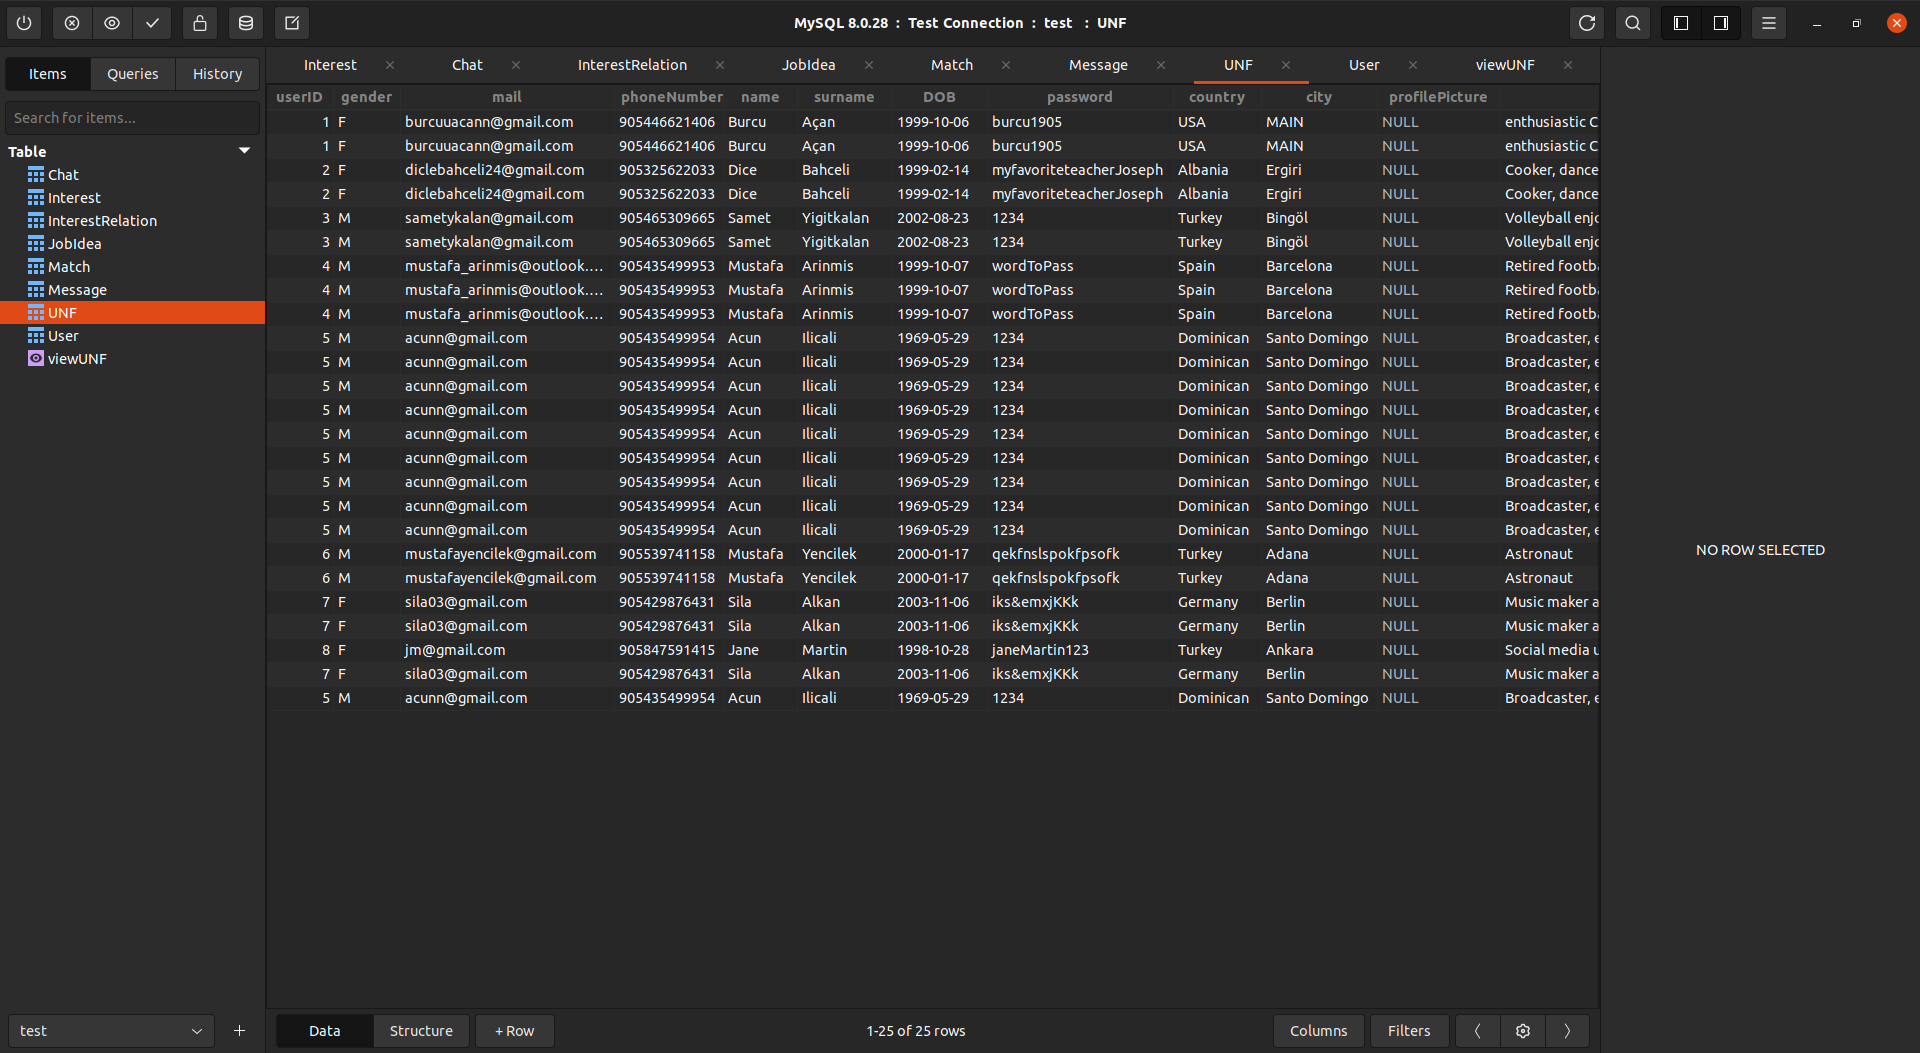 MySQL 8.0.28 : Test Connection : test : UNF
Items Queries History
Search for items...
Table
Chat
Interest
InterestRelation
JobIdea
Match
Message
UNF
User
viewUNF
Interest Chat InterestRelation JobIdea Match Message UNF User viewUNF
userID gender mail phoneNumber name surname DOB password country city profilePicture
1 F burcuuacann@gmail.com 905446621406 Burcu Açan 1999-10-06 burcu1905 USA MAIN NULL enthusiastic C
1 F burcuuacann@gmail.com 905446621406 Burcu Açan 1999-10-06 burcu1905 USA MAIN NULL enthusiastic C
2 F diclebahceli24@gmail.com 905325622033 Dice Bahceli 1999-02-14 myfavoriteteacherJoseph Albania Ergiri NULL Cooker, dance
2 F diclebahceli24@gmail.com 905325622033 Dice Bahceli 1999-02-14 myfavoriteteacherJoseph Albania Ergiri NULL Cooker, dance
3 M sametykalan@gmail.com 905465309665 Samet Yigitkalan 2002-08-23 1234 Turkey Bingöl NULL Volleyball enjo
3 M sametykalan@gmail.com 905465309665 Samet Yigitkalan 2002-08-23 1234 Turkey Bingöl NULL Volleyball enjo
4 M mustafa_arinmis@outlook.... 905435499953 Mustafa Arinmis 1999-10-07 wordToPass Spain Barcelona NULL Retired footba
4 M mustafa_arinmis@outlook.... 905435499953 Mustafa Arinmis 1999-10-07 wordToPass Spain Barcelona NULL Retired footba
4 M mustafa_arinmis@outlook.... 905435499953 Mustafa Arinmis 1999-10-07 wordToPass Spain Barcelona NULL Retired footba
5 M acunn@gmail.com 905435499954 Acun Ilicali 1969-05-29 1234 Dominican Santo Domingo NULL Broadcaster, e
5 M acunn@gmail.com 905435499954 Acun Ilicali 1969-05-29 1234 Dominican Santo Domingo NULL Broadcaster, e
5 M acunn@gmail.com 905435499954 Acun Ilicali 1969-05-29 1234 Dominican Santo Domingo NULL Broadcaster, e
5 M acunn@gmail.com 905435499954 Acun Ilicali 1969-05-29 1234 Dominican Santo Domingo NULL Broadcaster, e
5 M acunn@gmail.com 905435499954 Acun Ilicali 1969-05-29 1234 Dominican Santo Domingo NULL Broadcaster, e
5 M acunn@gmail.com 905435499954 Acun Ilicali 1969-05-29 1234 Dominican Santo Domingo NULL Broadcaster, e
5 M acunn@gmail.com 905435499954 Acun Ilicali 1969-05-29 1234 Dominican Santo Domingo NULL Broadcaster, e
5 M acunn@gmail.com 905435499954 Acun Ilicali 1969-05-29 1234 Dominican Santo Domingo NULL Broadcaster, e
5 M acunn@gmail.com 905435499954 Acun Ilicali 1969-05-29 1234 Dominican Santo Domingo NULL Broadcaster, e
6 M mustafayencilek@gmail.com 905539741158 Mustafa Yencilek 2000-01-17 qekfnslspokfpsofk Turkey Adana NULL Astronaut
6 M mustafayencilek@gmail.com 905539741158 Mustafa Yencilek 2000-01-17 qekfnslspokfpsofk Turkey Adana NULL Astronaut
7 F sila03@gmail.com 905429876431 Sila Alkan 2003-11-06 iks&emxjKKk Germany Berlin NULL Music maker a
7 F sila03@gmail.com 905429876431 Sila Alkan 2003-11-06 iks&emxjKKk Germany Berlin NULL Music maker a
8 F jm@gmail.com 905847591415 Jane Martin 1998-10-28 janeMartin123 Turkey Ankara NULL Social media u
7 F sila03@gmail.com 905429876431 Sila Alkan 2003-11-06 iks&emxjKKk Germany Berlin NULL Music maker a
5 M acunn@gmail.com 905435499954 Acun Ilicali 1969-05-29 1234 Dominican Santo Domingo NULL Broadcaster, e
NO ROW SELECTED
test
Data Structure + Row 1-25 of 25 rows Columns Filters